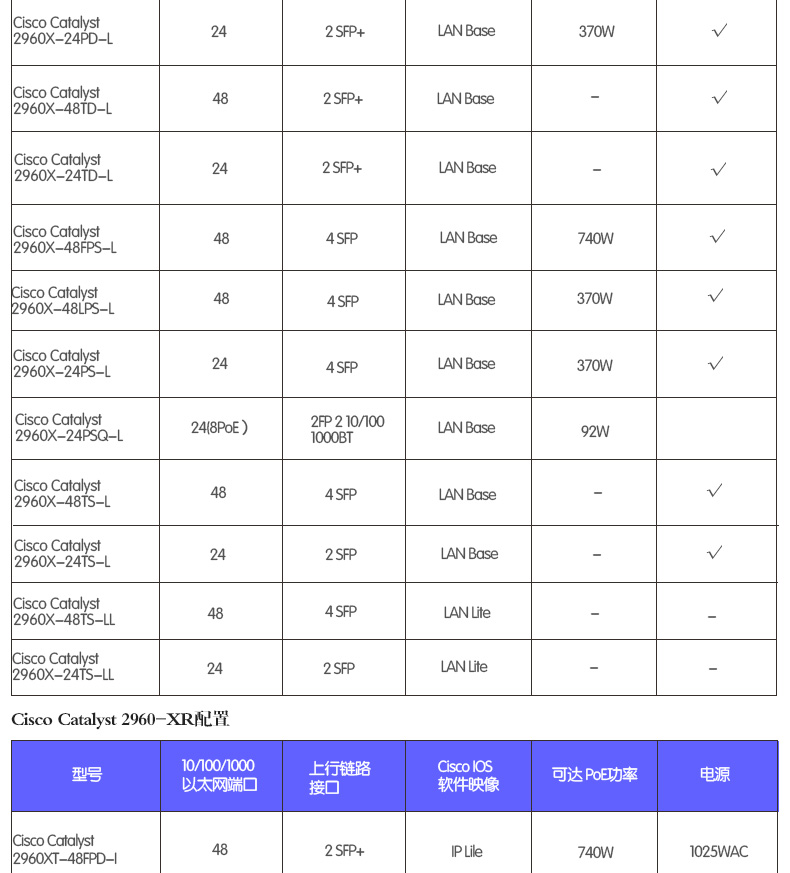 Cisco Catalyst
2960X-24PD-L 24 2 SFP+ LAN Base 370W √
Cisco Catalyst
2960X-48TD-L 48 2 SFP+ LAN Base - √
Cisco Catalyst
2960X-24TD-L 24 2 SFP+ LAN Base - √
Cisco Catalyst
2960X-48FPS-L 48 4 SFP LAN Base 740W √
Cisco Catalyst
2960X-48LPS-L 48 4 SFP LAN Base 370W √
Cisco Catalyst
2960X-24PS-L 24 4 SFP LAN Base 370W √
Cisco Catalyst
2960X-24PSQ-L 24(8PoE) 2FP 2 10/100
1000BT LAN Base 92W
Cisco Catalyst
2960X-48TS-L 48 4 SFP LAN Base - √
Cisco Catalyst
2960X-24TS-L 24 2 SFP LAN Base - √
Cisco Catalyst
2960X-48TS-LL 48 4 SFP LAN Lite - -
Cisco Catalyst
2960X-24TS-LL 24 2 SFP LAN Lite - -
Cisco Catalyst 2960-XR配置
型号 10/100/1000
以太网端口 上行链路
接口 Cisco IOS
软件映像 可达 PoE功率 电源
Cisco Catalyst
2960XT-48FPD-I 48 2 SFP+ IP Lile 740W 1025WAC